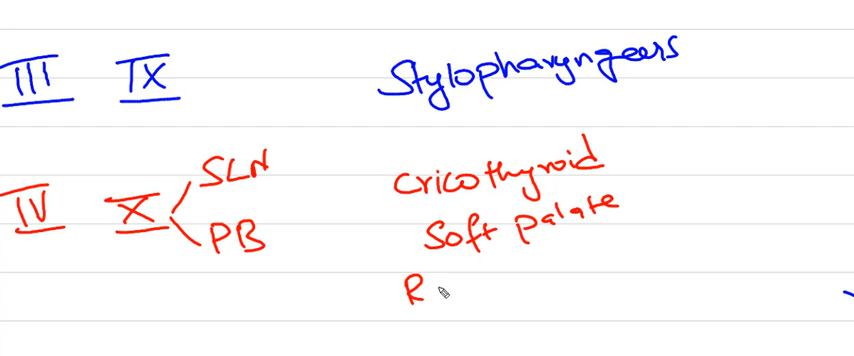 III IX Stylopharyngeus
SLN
IV X Cricothyroid
PB Soft palate
R